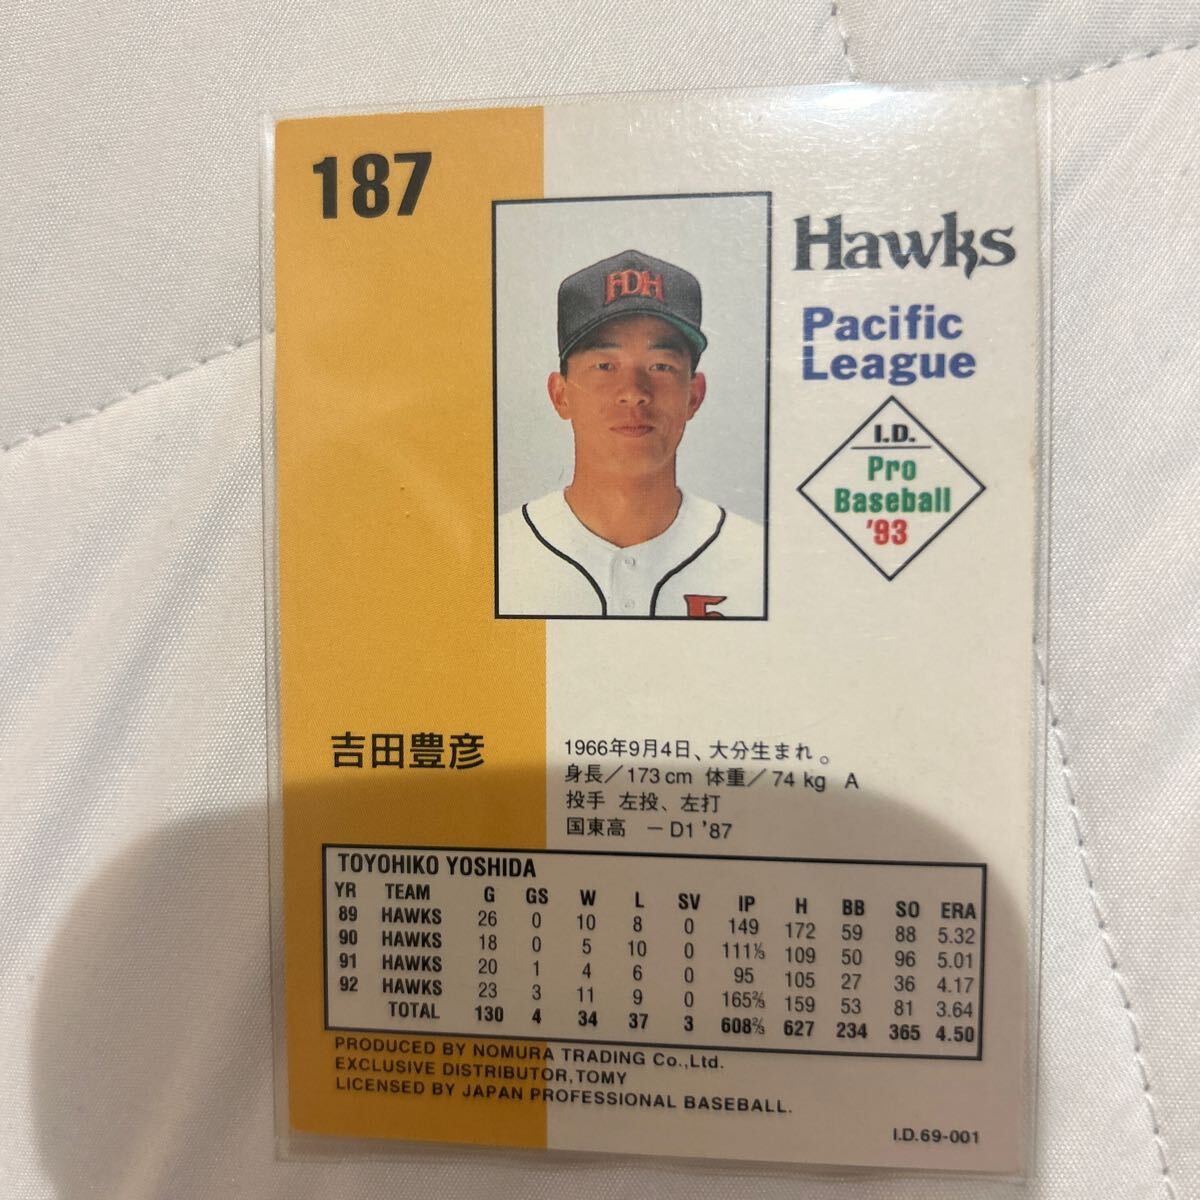 187
FDH
Hawks
Pacific
League
I.D.
Pro
Baseball
'93
吉田豊彦
1966年9月4日、大分生まれ。
身長／173cm 体重／74kg A
投手 左投、左打
国東高 －D1 '87
TOYOHIKO YOSHIDA
YR TEAM G GS W L SV IP H BB SO ERA
89 HAWKS 26 0 10 8 0 149 172 59 88 5.32
90 HAWKS 18 0 5 10 0 111⅓ 109 50 96 5.01
91 HAWKS 20 1 4 6 0 95 105 27 36 4.17
92 HAWKS 23 3 11 9 0 165⅔ 159 53 81 3.64
TOTAL 130 4 34 37 3 608⅔ 627 234 365 4.50
PRODUCED BY NOMURA TRADING Co.,Ltd.
EXCLUSIVE DISTRIBUTOR,TOMY
LICENSED BY JAPAN PROFESSIONAL BASEBALL.
I.D.69-001